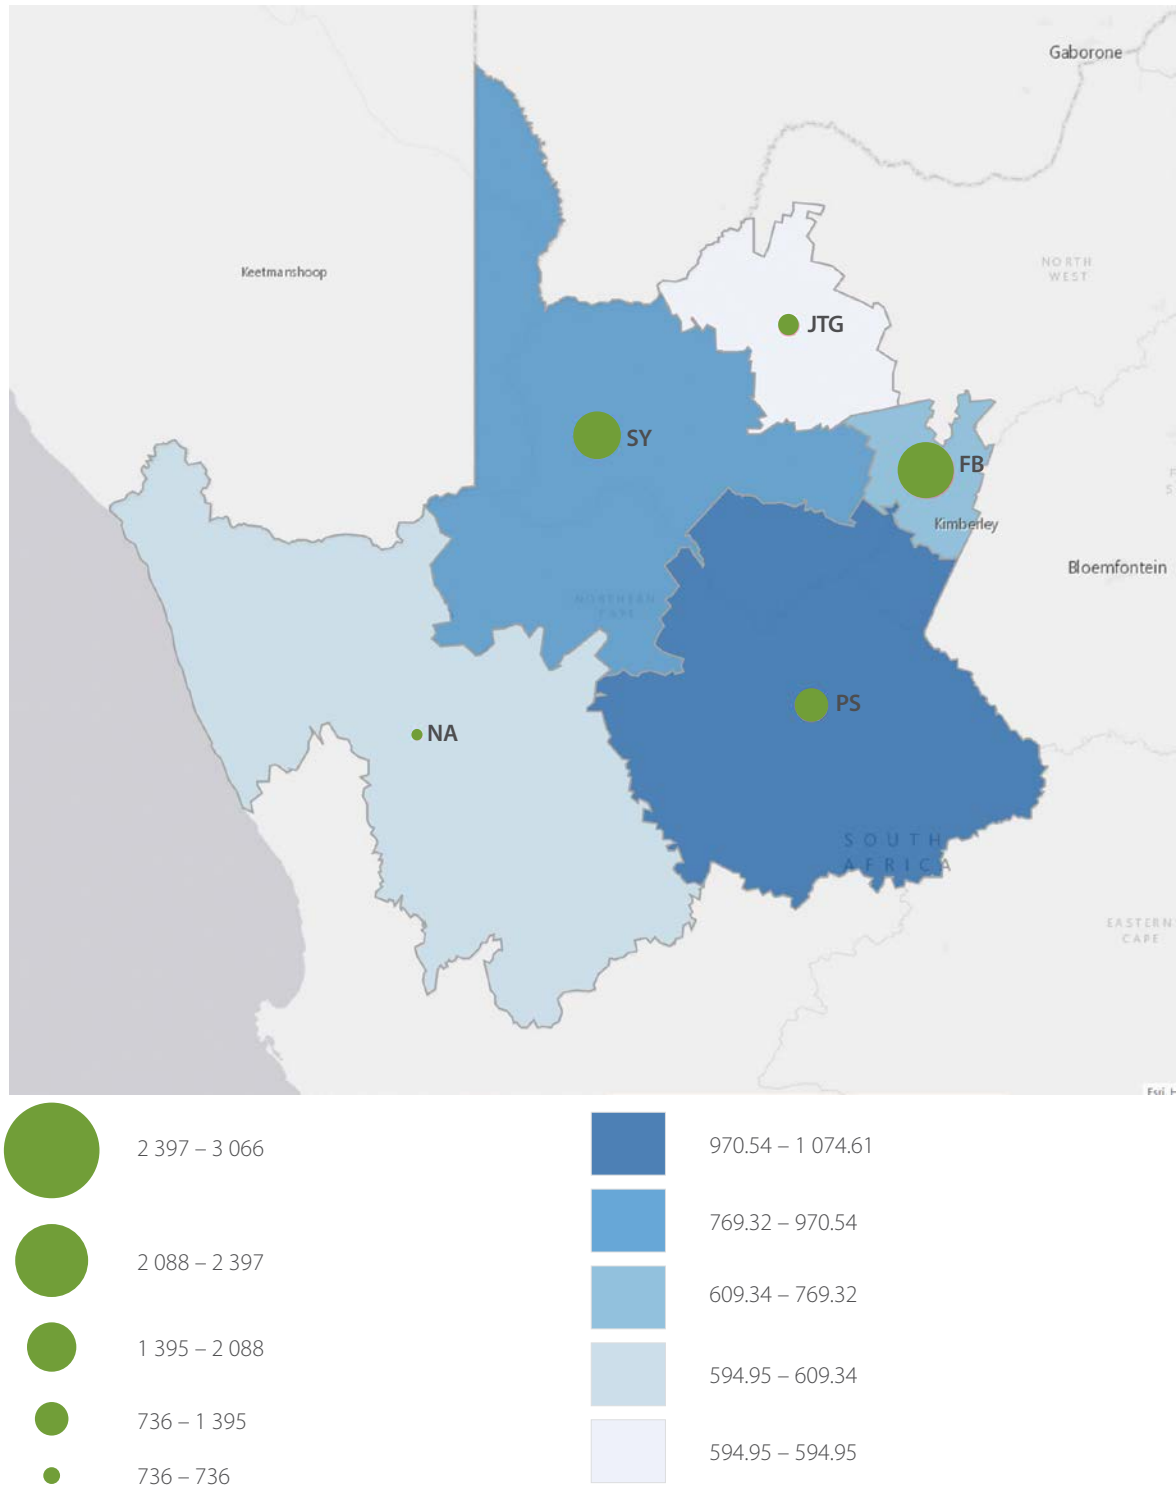 Gaborone
NORTH
WEST
Keetmanshoop
JTG
SY
FB
Kimberley
Bloemfontein
NORTHERN
CAPE
PS
NA
SOUTH
AFRICA
EASTERN
CAPE
2 397 – 3 066
970.54 – 1 074.61
2 088 – 2 397
769.32 – 970.54
1 395 – 2 088
609.34 – 769.32
736 – 1 395
594.95 – 609.34
736 – 736
594.95 – 594.95